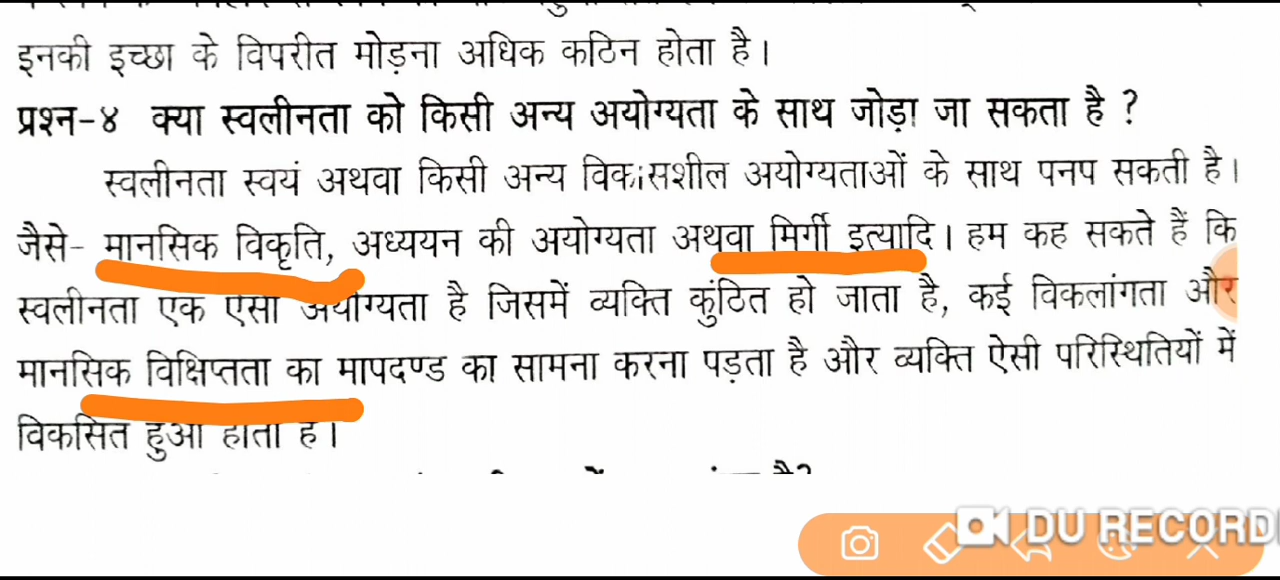 इनकी इच्छा के विपरीत मोड़ना अधिक कठिन होता है।
प्रश्न-४ क्या स्वलीनता को किसी अन्य अयोग्यता के साथ जोड़ा जा सकता है ?
स्वलीनता स्वयं अथवा किसी अन्य विकासशील अयोग्यताओं के साथ पनप सकती है।
जैसे- मानसिक विकृति, अध्ययन की अयोग्यता अथवा मिर्गी इत्यादि। हम कह सकते हैं कि
स्वलीनता एक ऐसी अयोग्यता है जिसमें व्यक्ति कुंठित हो जाता है, कई विकलांगता और
मानसिक विक्षिप्तता का मापदण्ड का सामना करना पड़ता है और व्यक्ति ऐसी परिस्थितियों में
विकसित हुआ होता है।
DU RECORD